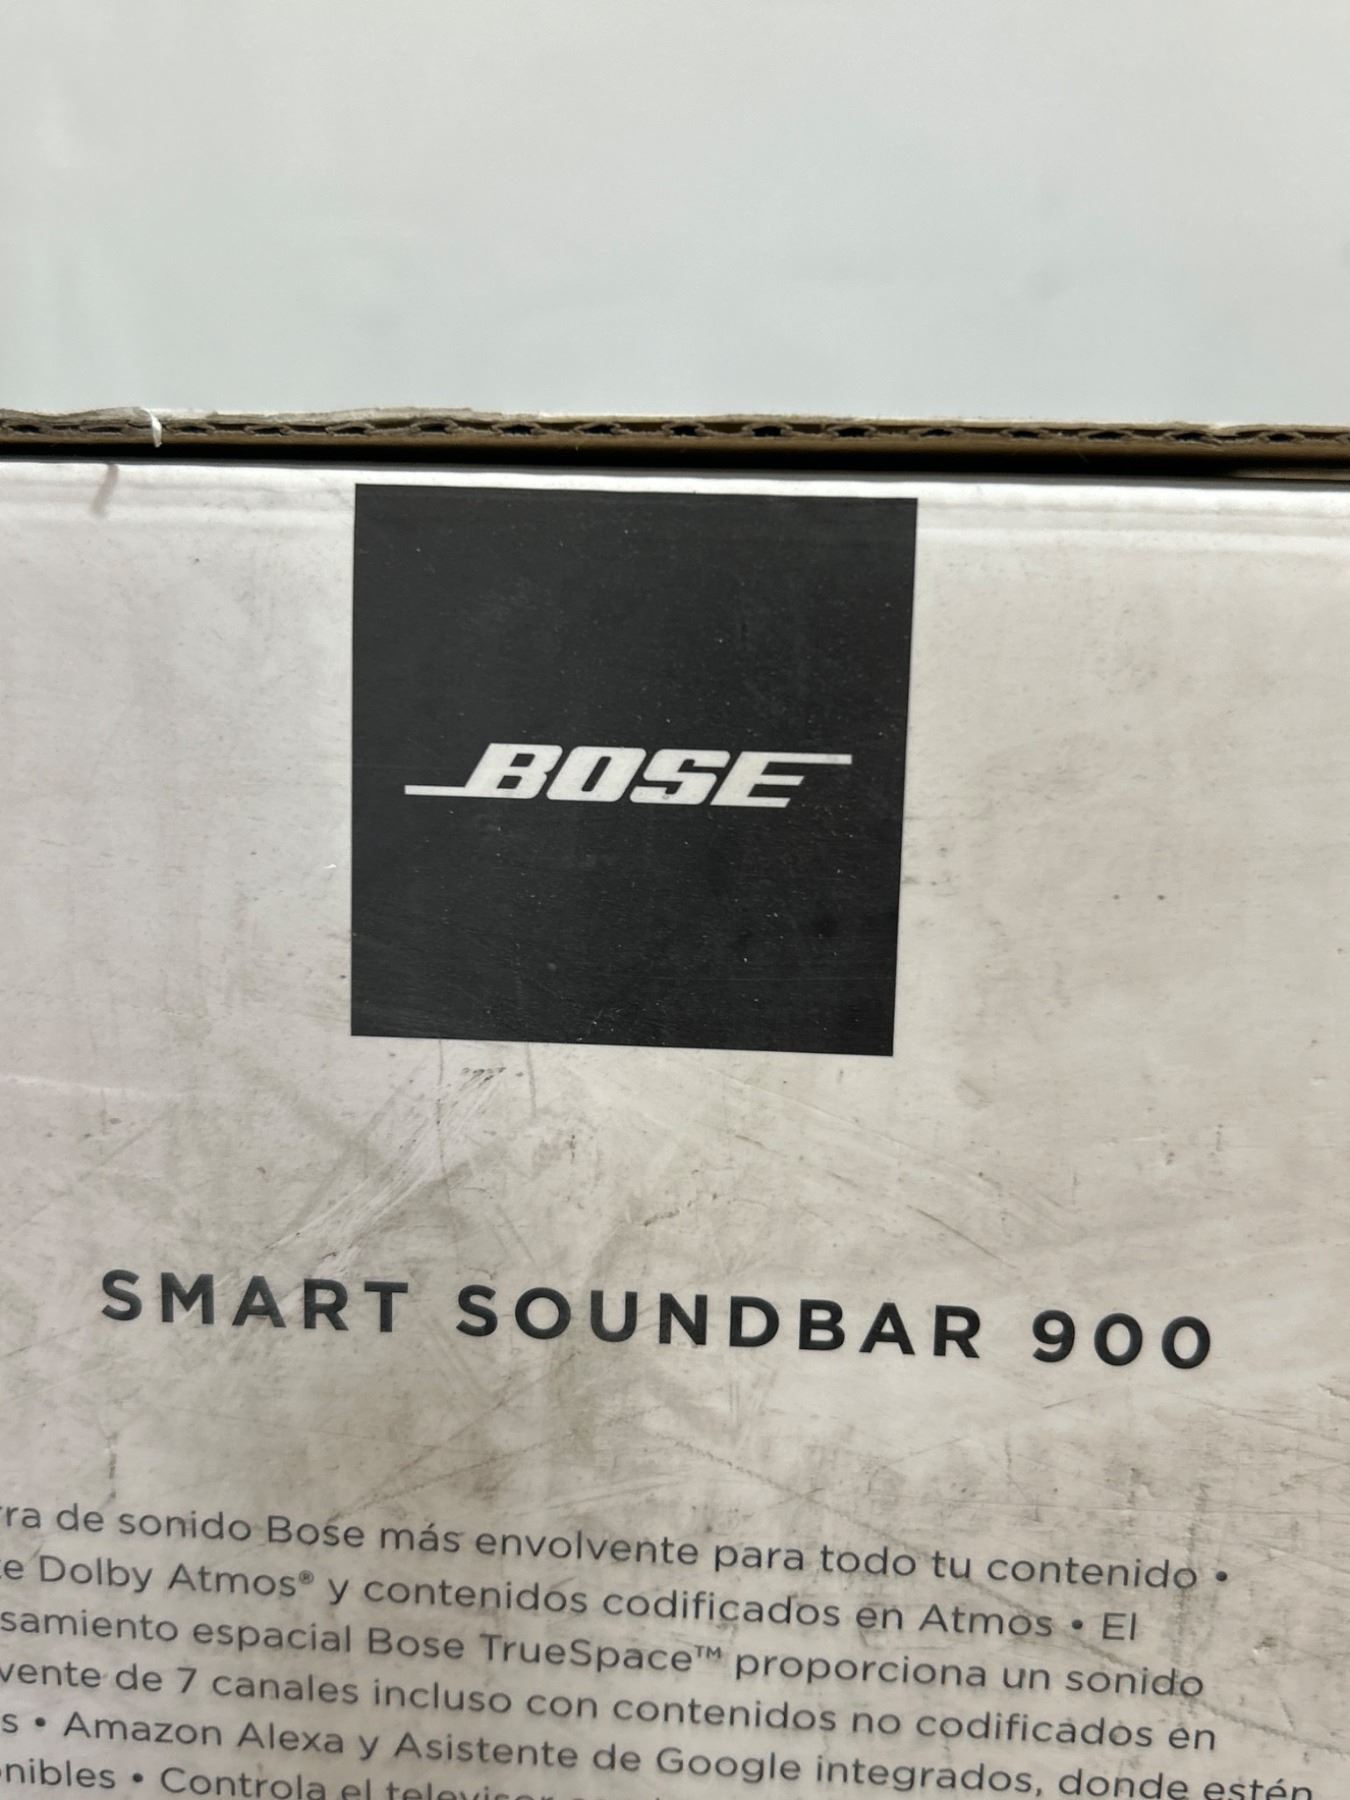 BOSE
SMART SOUNDBAR 900
de sonido Bose más envolvente para todo tu contenido •
Dolby Atmos® y contenidos codificados en Atmos • El
espacial Bose TrueSpace™ proporciona un sonido
de 7 canales incluso con contenidos no codificados en
• Amazon Alexa y Asistente de Google integrados, donde estén
• Controla el